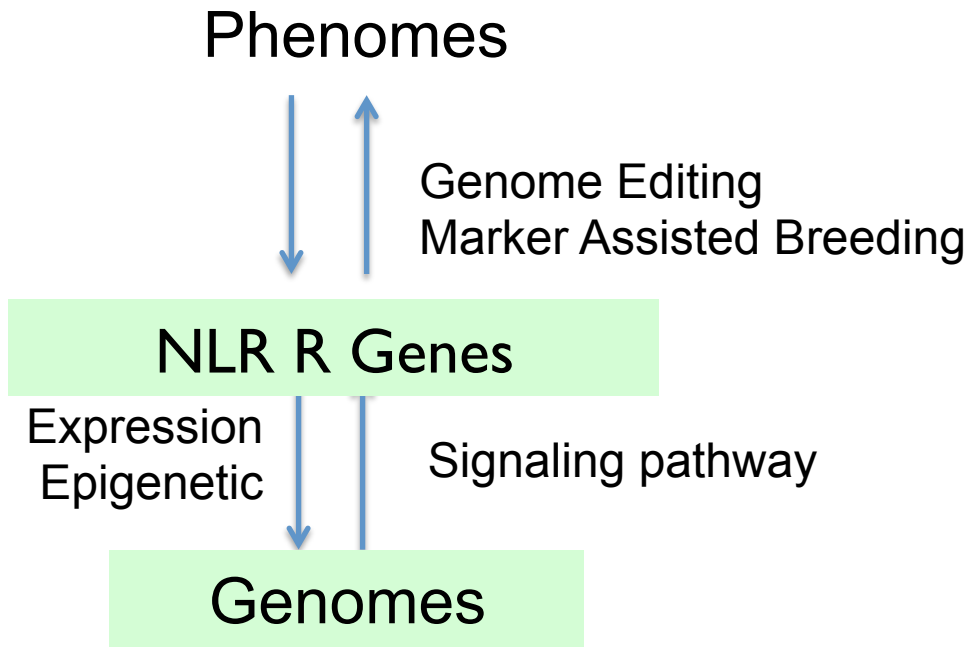 Phenomes
Genome Editing
Marker Assisted Breeding
NLR R Genes
Expression
Epigenetic
Signaling pathway
Genomes